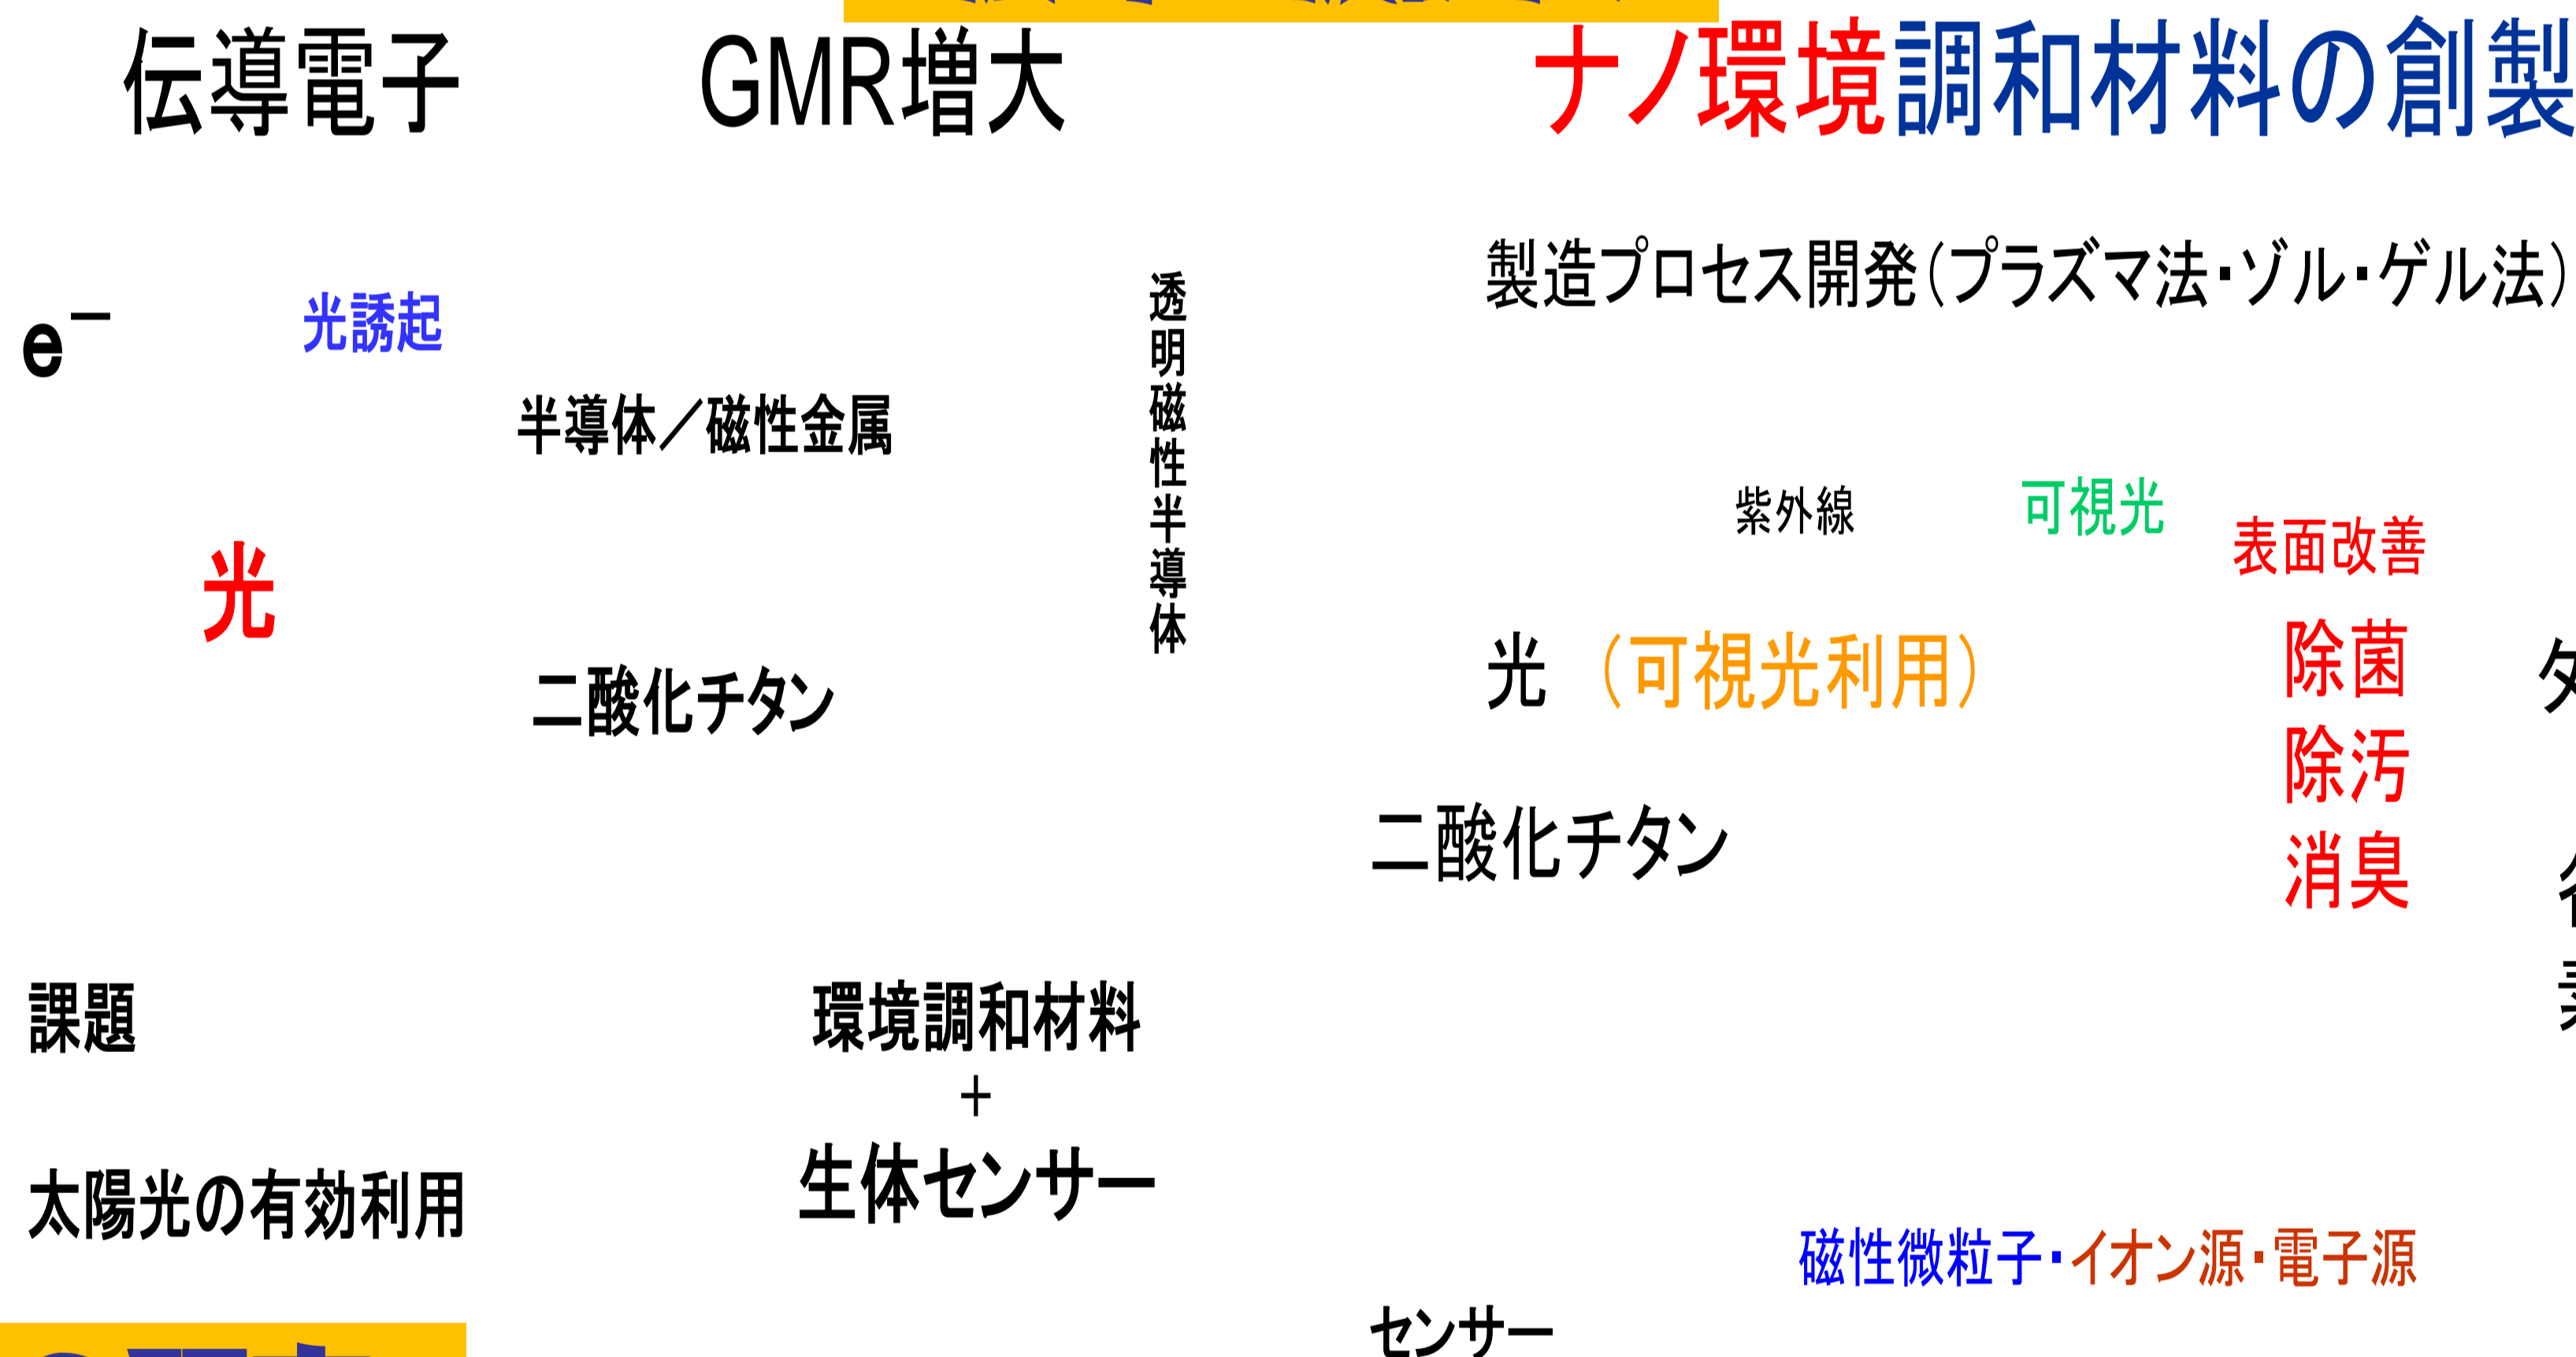 伝導電子
GMR増大
ナノ環境調和材料の創製
製造プロセス開発(プラズマ法・ゾル・ゲル法)
e−
光誘起
透明磁性半導体
半導体／磁性金属
紫外線
可視光
表面改善
光
光 （可視光利用）
除菌
二酸化チタン
除汚
二酸化チタン
消臭
課題
環境調和材料
+
生体センサー
太陽光の有効利用
磁性微粒子・イオン源・電子源
センサー